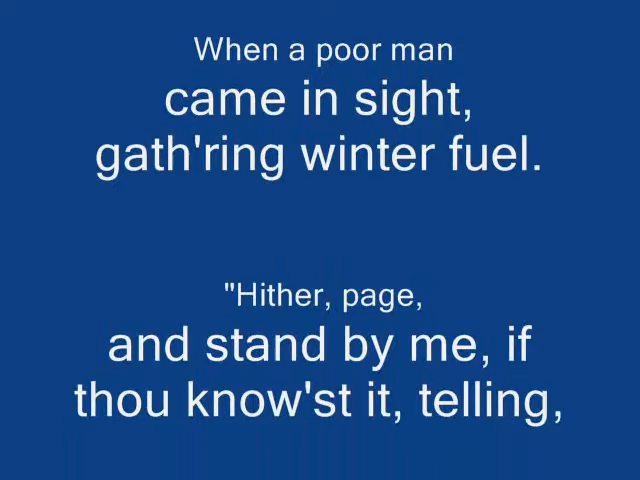 When a poor man
came in sight,
gath'ring winter fuel.
"Hither, page,
and stand by me, if
thou know'st it, telling,